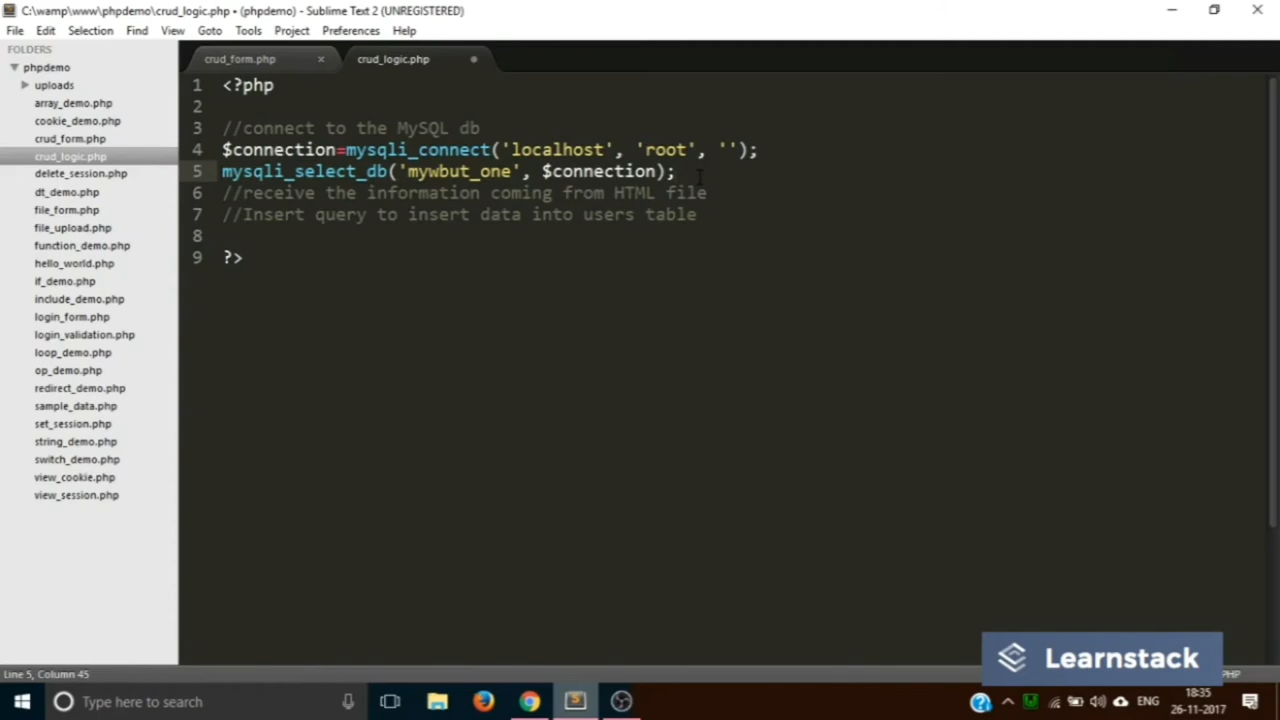 C:\wamp\www\phpdemo\crud_logic.php • (phpdemo) - Sublime Text 2 (UNREGISTERED)
File Edit Selection Find View Goto Tools Project Preferences Help
FOLDERS
phpdemo
uploads
array_demo.php
cookie_demo.php
crud_form.php
crud_logic.php
delete_session.php
dt_demo.php
file_form.php
file_upload.php
function_demo.php
hello_world.php
if_demo.php
include_demo.php
login_form.php
login_validation.php
loop_demo.php
op_demo.php
redirect_demo.php
sample_data.php
set_session.php
string_demo.php
switch_demo.php
view_cookie.php
view_session.php
crud_form.php × crud_logic.php
1 <?php
2
3 //connect to the MySQL db
4 $connection=mysqli_connect('localhost', 'root', '');
5 mysqli_select_db('mywbut_one', $connection);
6 //receive the information coming from HTML file
7 //Insert query to insert data into users table
8
9 ?>
Learnstack
Line 5, Column 45
PHP
Type here to search
ENG
18:35
26-11-2017